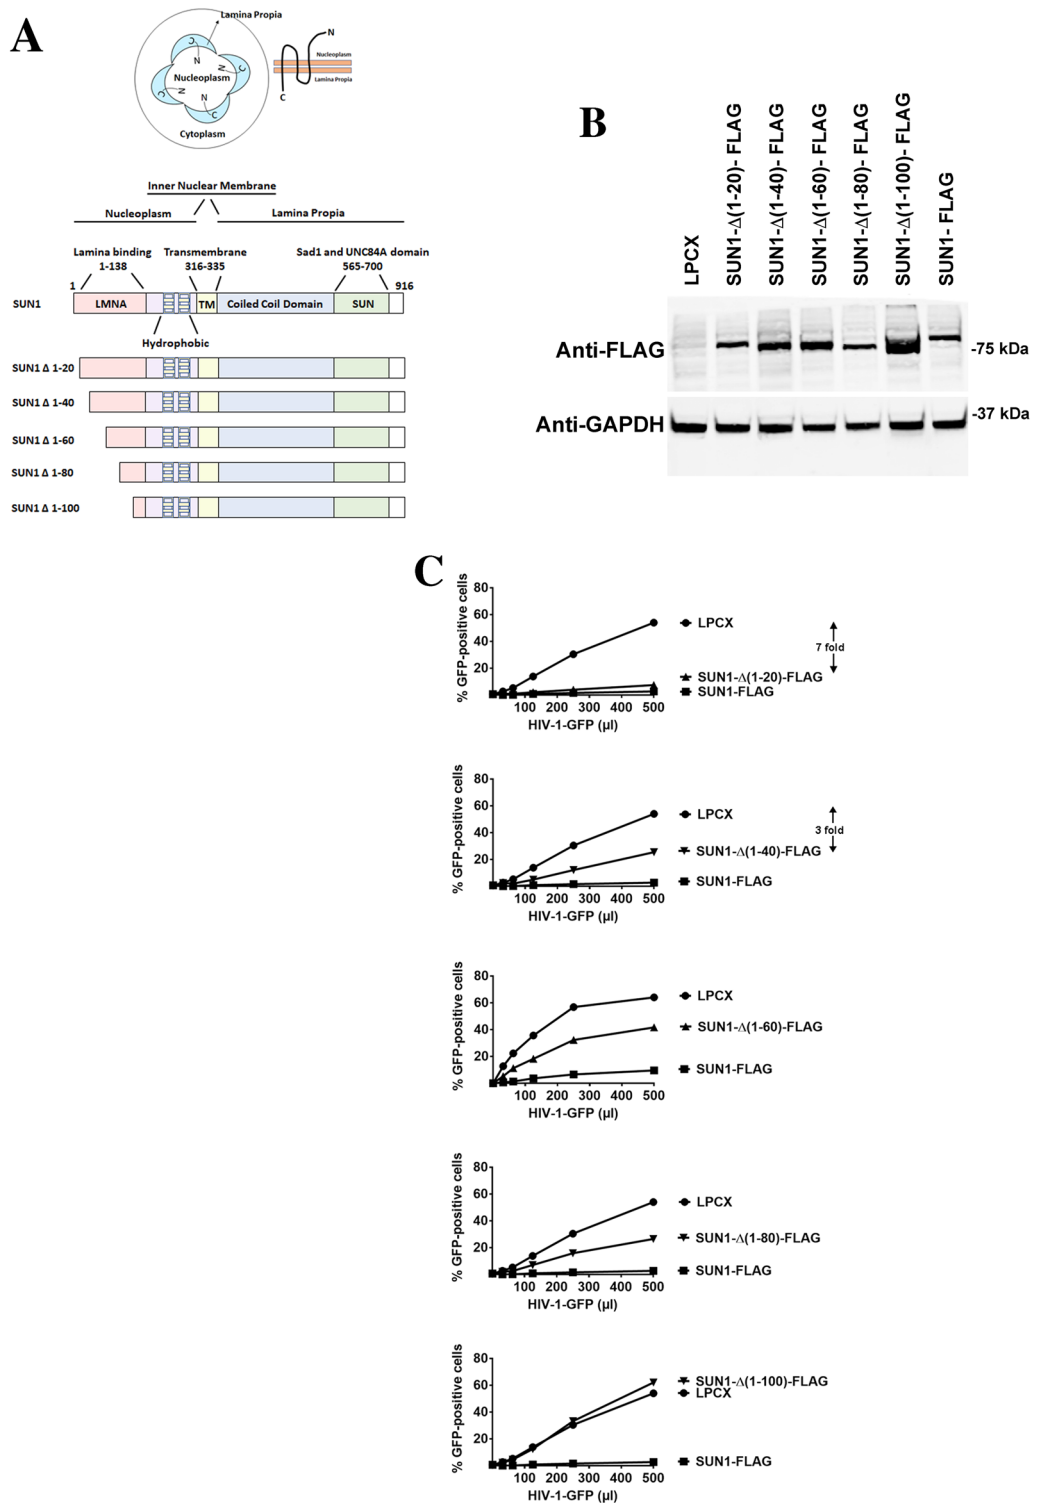 A
Lamina Propia
C
N
N
C
Nucleoplasm
N
C
N
C
Cytoplasm
N
Nucleoplasm
Lamina Propia
C
Inner Nuclear Membrane
Nucleoplasm
Lamina Propia
Lamina binding
1-138
Transmembrane
316-335
Sad1 and UNC84A domain
565-700
1
916
SUN1
LMNA
TM
Coiled Coil Domain
SUN
Hydrophobic
SUN1 Δ 1-20
SUN1 Δ 1-40
SUN1 Δ 1-60
SUN1 Δ 1-80
SUN1 Δ 1-100
B
LPCX
SUN1-Δ(1-20)- FLAG
SUN1-Δ(1-40)- FLAG
SUN1-Δ(1-60)- FLAG
SUN1-Δ(1-80)- FLAG
SUN1-Δ(1-100)- FLAG
SUN1- FLAG
Anti-FLAG
-75 kDa
Anti-GAPDH
-37 kDa
C
% GFP-positive cells
80
60
40
20
100 200 300 400 500
HIV-1-GFP (µl)
LPCX
7 fold
SUN1-Δ(1-20)-FLAG
SUN1-FLAG
% GFP-positive cells
80
60
40
20
100 200 300 400 500
HIV-1-GFP (µl)
LPCX
3 fold
SUN1-Δ(1-40)-FLAG
SUN1-FLAG
% GFP-positive cells
80
60
40
20
100 200 300 400 500
HIV-1-GFP (µl)
LPCX
SUN1-Δ(1-60)-FLAG
SUN1-FLAG
% GFP-positive cells
80
60
40
20
100 200 300 400 500
HIV-1-GFP (µl)
LPCX
SUN1-Δ(1-80)-FLAG
SUN1-FLAG
% GFP-positive cells
80
60
40
20
100 200 300 400 500
HIV-1-GFP (µl)
SUN1-Δ(1-100)-FLAG
LPCX
SUN1-FLAG